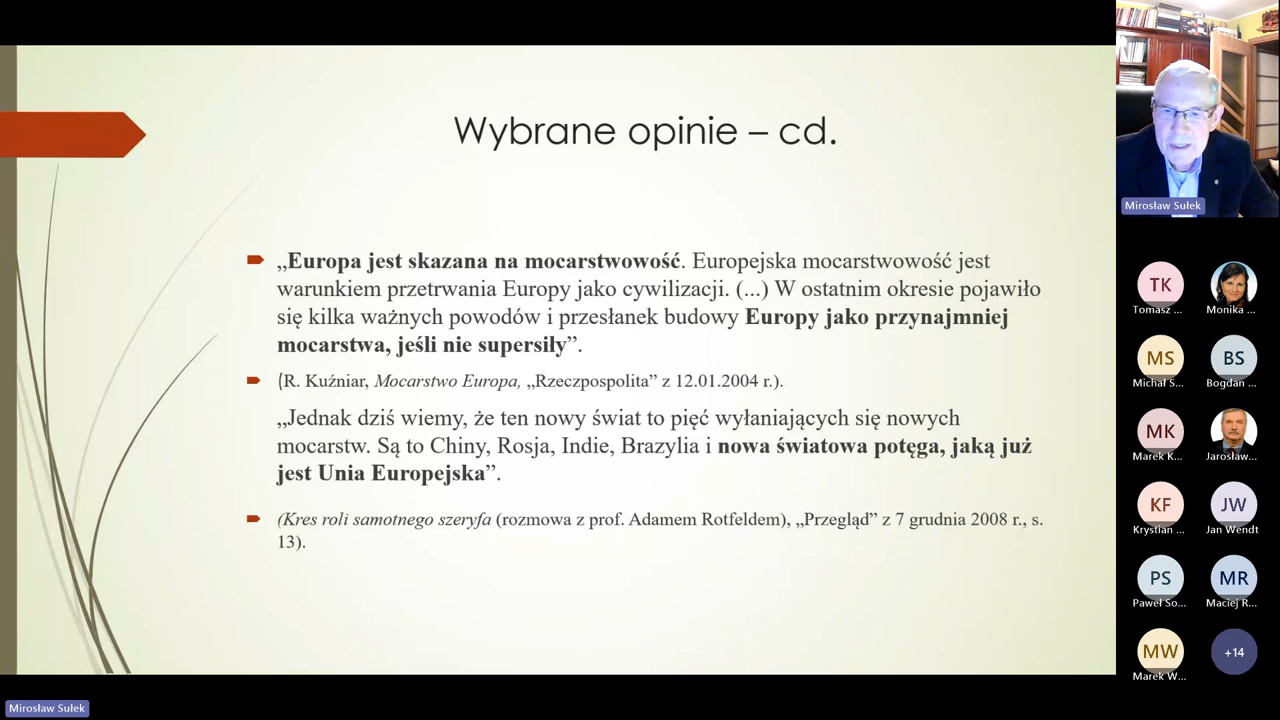 Wybrane opinie – cd.
„Europa jest skazana na mocarstwowość. Europejska mocarstwowość jest
warunkiem przetrwania Europy jako cywilizacji. (...) W ostatnim okresie pojawiło
się kilka ważnych powodów i przesłanek budowy Europy jako przynajmniej
mocarstwa, jeśli nie supersiły”.
(R. Kuźniar, Mocarstwo Europa, „Rzeczpospolita” z 12.01.2004 r.).
„Jednak dziś wiemy, że ten nowy świat to pięć wyłaniających się nowych
mocarstw. Są to Chiny, Rosja, Indie, Brazylia i nowa światowa potęga, jaką już
jest Unia Europejska”.
(Kres roli samotnego szeryfa (rozmowa z prof. Adamem Rotfeldem), „Przegląd” z 7 grudnia 2008 r., s.
13).
Mirosław Sułek
TK
Tomasz ...
Monika ...
MS
BS
Michał S...
Bogdan ...
MK
Marek K...
Jarosław...
KF
JW
Krystian ...
Jan Wendt
PS
MR
Paweł So...
Maciej R...
MW
+14
Marek W...
Mirosław Sułek